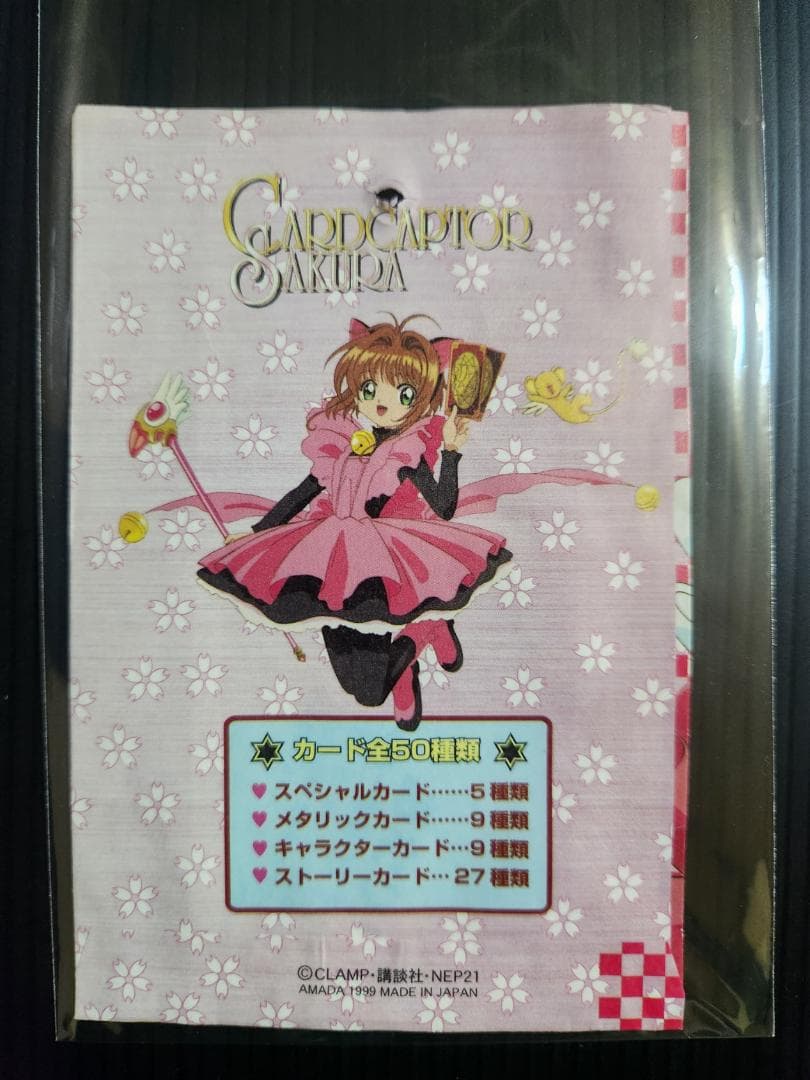 CARDCAPTOR
SAKURA
カード全50種類
スペシャルカード……5種類
メタリックカード…9種類
キャラクターカード…9種類
ストーリーカード…27種類
©CLAMP・講談社・NEP21
AMADA 1999 MADE IN JAPAN